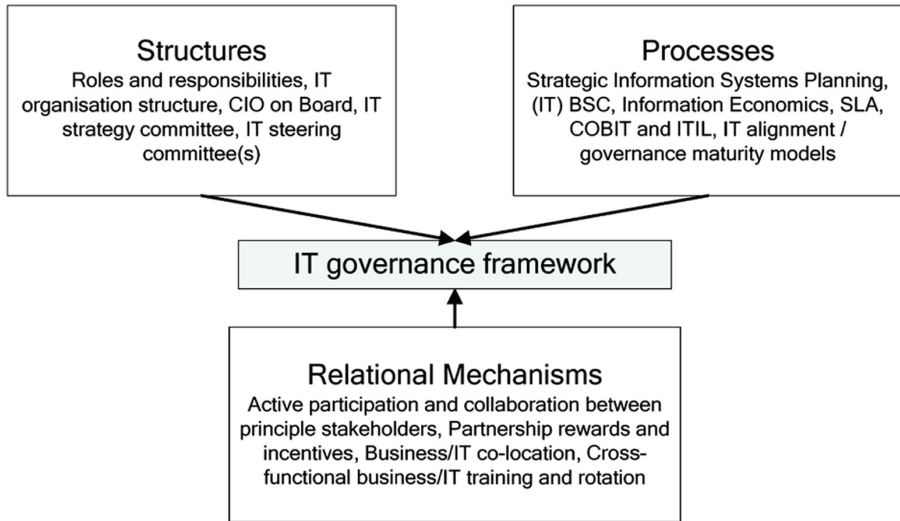 Structures
Roles and responsibilities, IT
organisation structure, CIO on Board, IT
strategy committee, IT steering
committee(s)
Processes
Strategic Information Systems Planning,
(IT) BSC, Information Economics, SLA,
COBIT and ITIL, IT alignment /
governance maturity models
IT governance framework
Relational Mechanisms
Active participation and collaboration between
principle stakeholders, Partnership rewards and
incentives, Business/IT co-location, Cross-
functional business/IT training and rotation